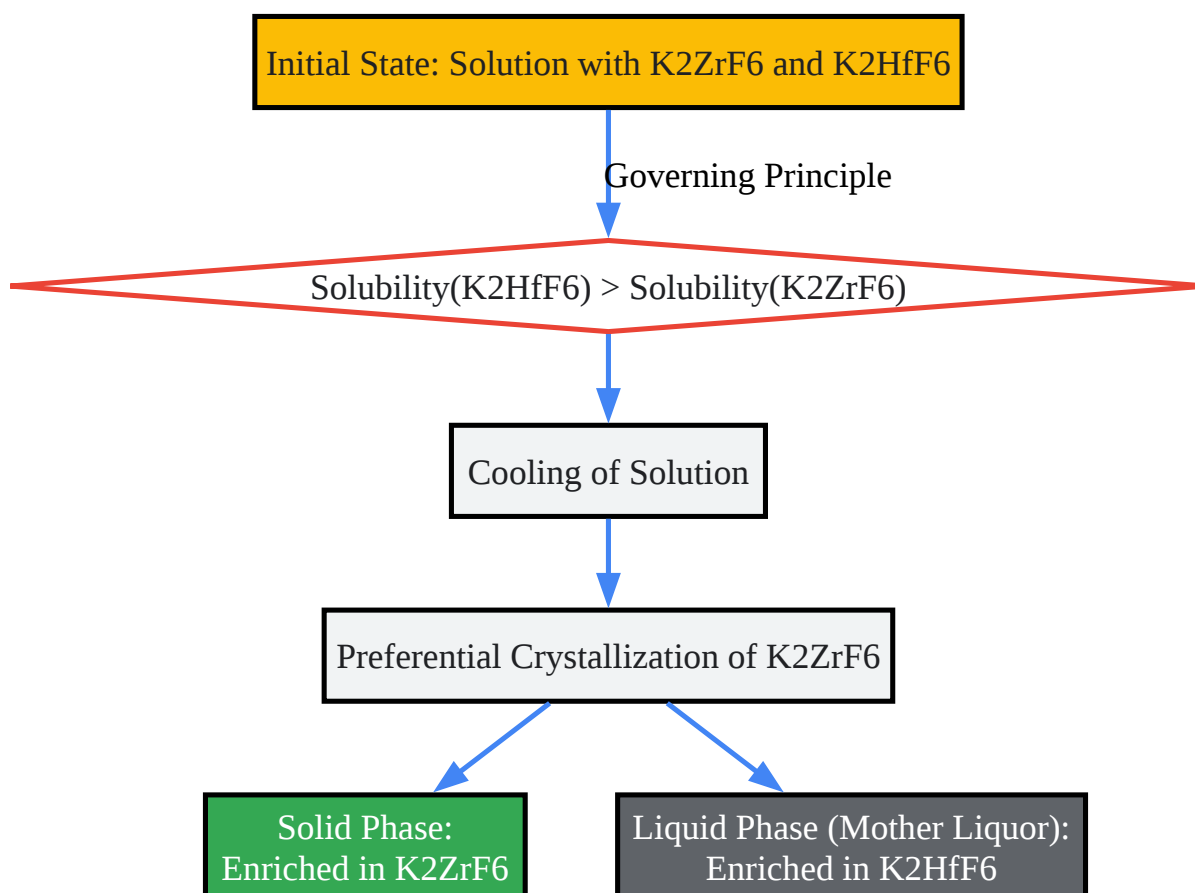 Initial State: Solution with K2ZrF6 and K2HfF6
Governing Principle
Solubility(K2HfF6) > Solubility(K2ZrF6)
Cooling of Solution
Preferential Crystallization of K2ZrF6
Solid Phase:
Enriched in K2ZrF6
Liquid Phase (Mother Liquor):
Enriched in K2HfF6